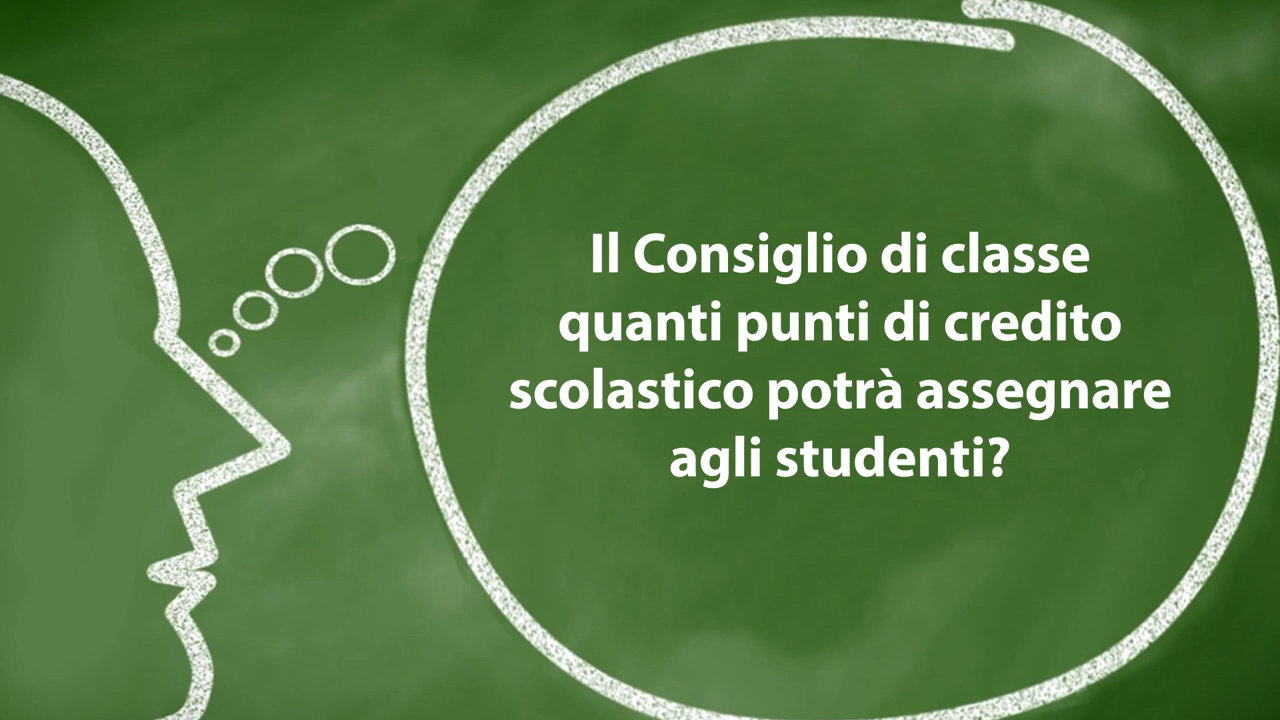 Il Consiglio di classe
quanti punti di credito
scolastico potrà assegnare
agli studenti?